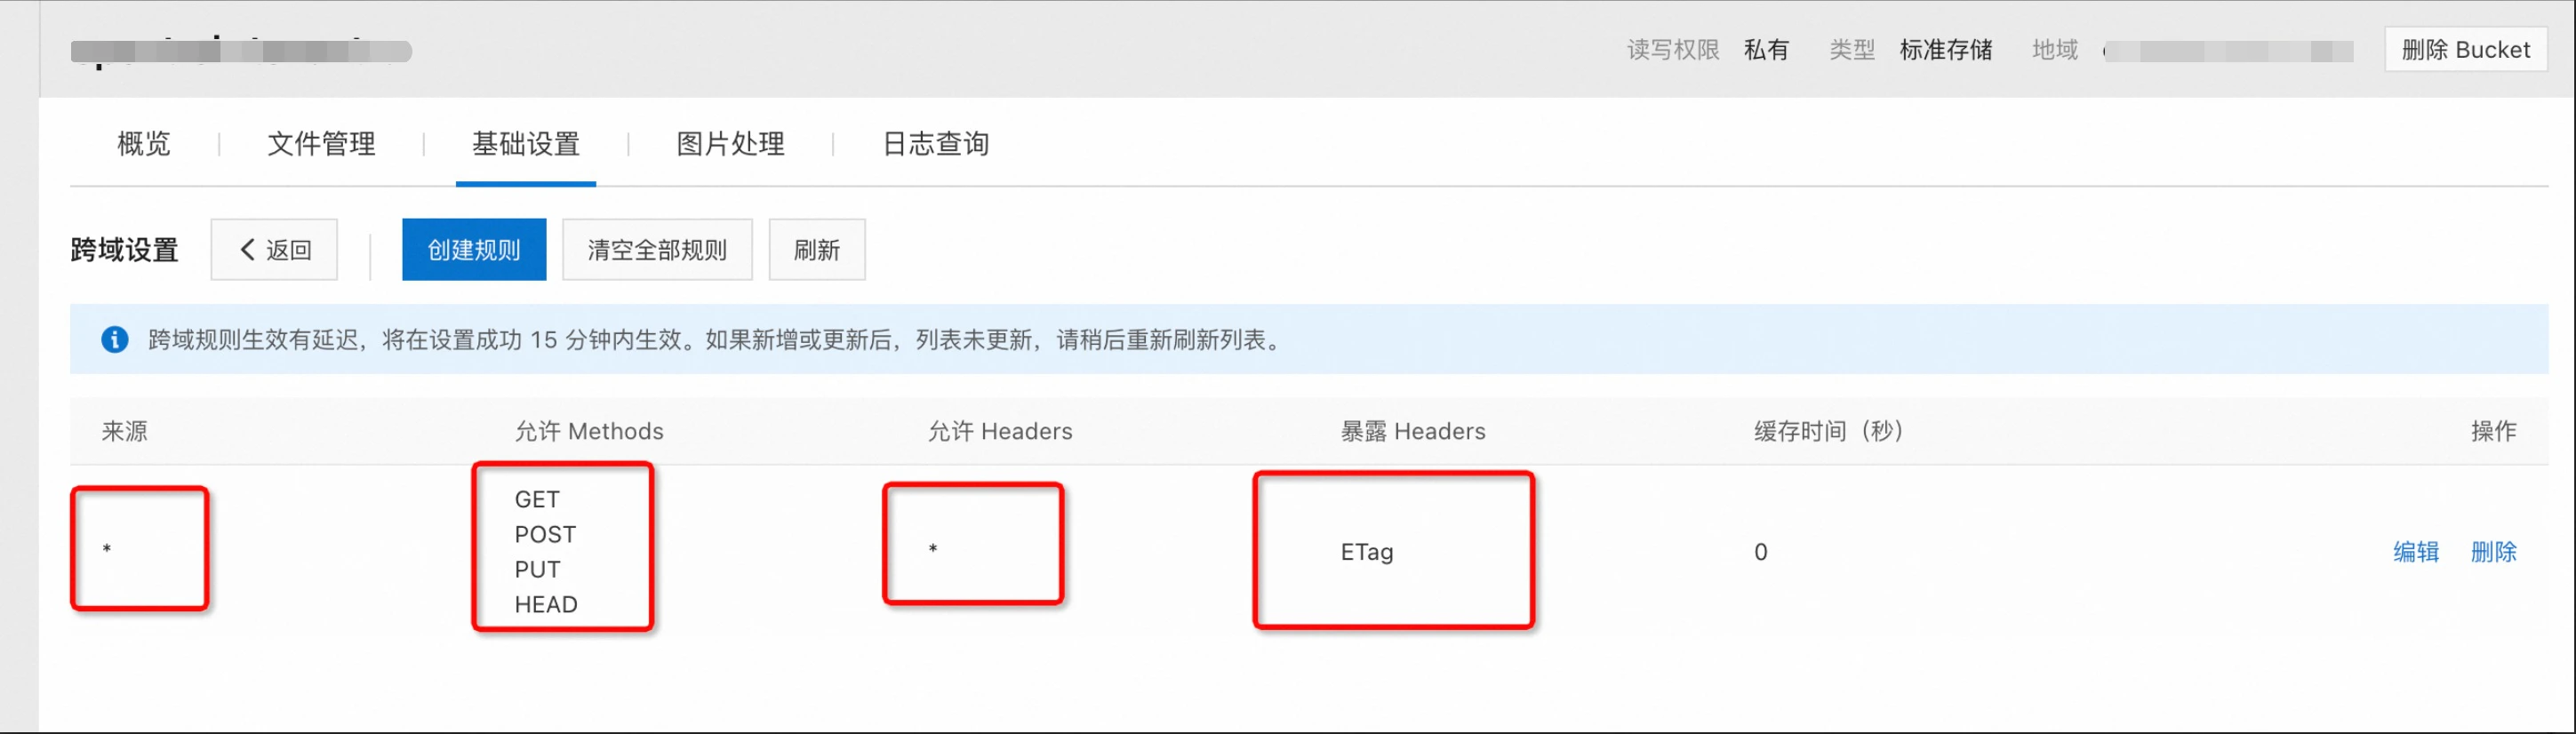 读写权限 私有 类型 标准存储 地域 删除 Bucket
概览 文件管理 基础设置 图片处理 日志查询
跨域设置 返回 创建规则 清空全部规则 刷新
跨域规则生效有延迟，将在设置成功 15 分钟内生效。如果新增或更新后，列表未更新，请稍后重新刷新列表。
来源 允许 Methods 允许 Headers 暴露 Headers 缓存时间（秒） 操作
GET
POST
* * ETag 0 编辑 删除
PUT
HEAD